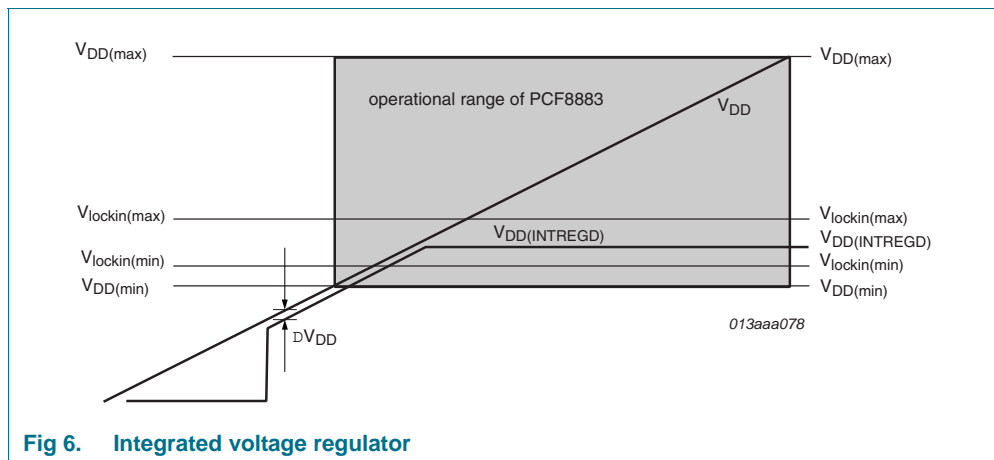 VDD(max)
VDD(max)
operational range of PCF8883
VDD
Vlockin(max)
Vlockin(max)
VDD(INTREGD)
VDD(INTREGD)
Vlockin(min)
Vlockin(min)
VDD(min)
VDD(min)
013aaa078
DVDD
Fig 6. Integrated voltage regulator